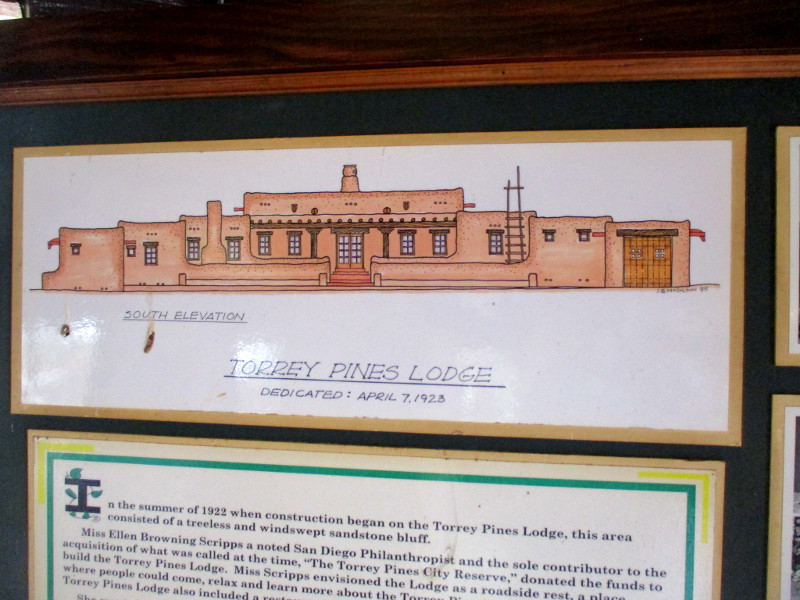 SOUTH ELEVATION
TORREY PINES LODGE
DEDICATED: APRIL 7, 1923
In the summer of 1922 when construction began on the Torrey Pines Lodge, this area
consisted of a treeless and windswept sandstone bluff.
Miss Ellen Browning Scripps a noted San Diego Philanthropist and the sole contributor to the
acquisition of what was called at the time, "The Torrey Pines City Reserve," donated the funds to
build the Torrey Pines Lodge. Miss Scripps envisioned the Lodge as a roadside rest, a place
where people could come, relax and learn more about the Torrey
Torrey Pines Lodge also included a
She